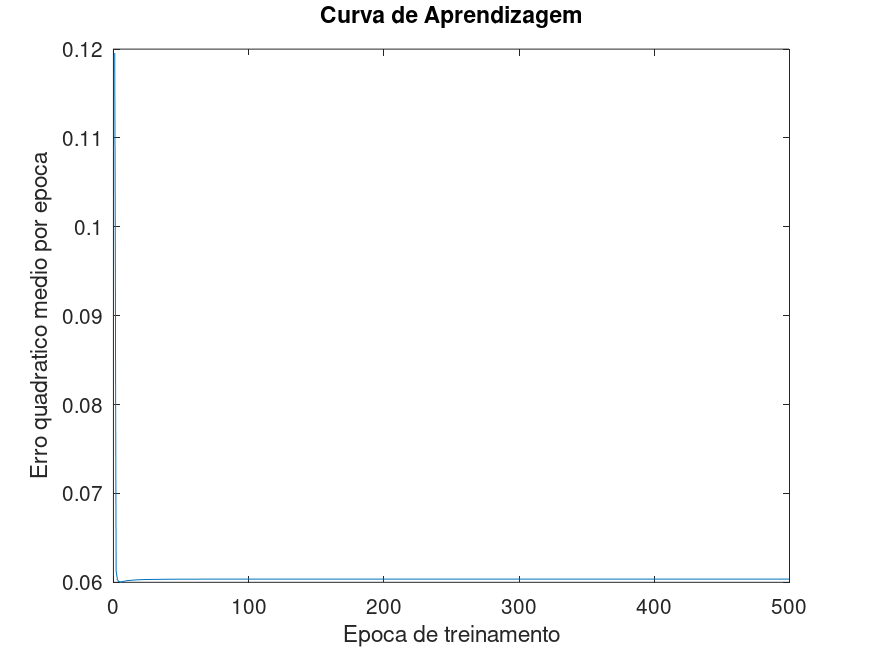 Curva de Aprendizagem
0.12
0.11
0.1
0.09
0.08
0.07
0.06
Erro quadratico medio por epoca
0 100 200 300 400 500
Epoca de treinamento